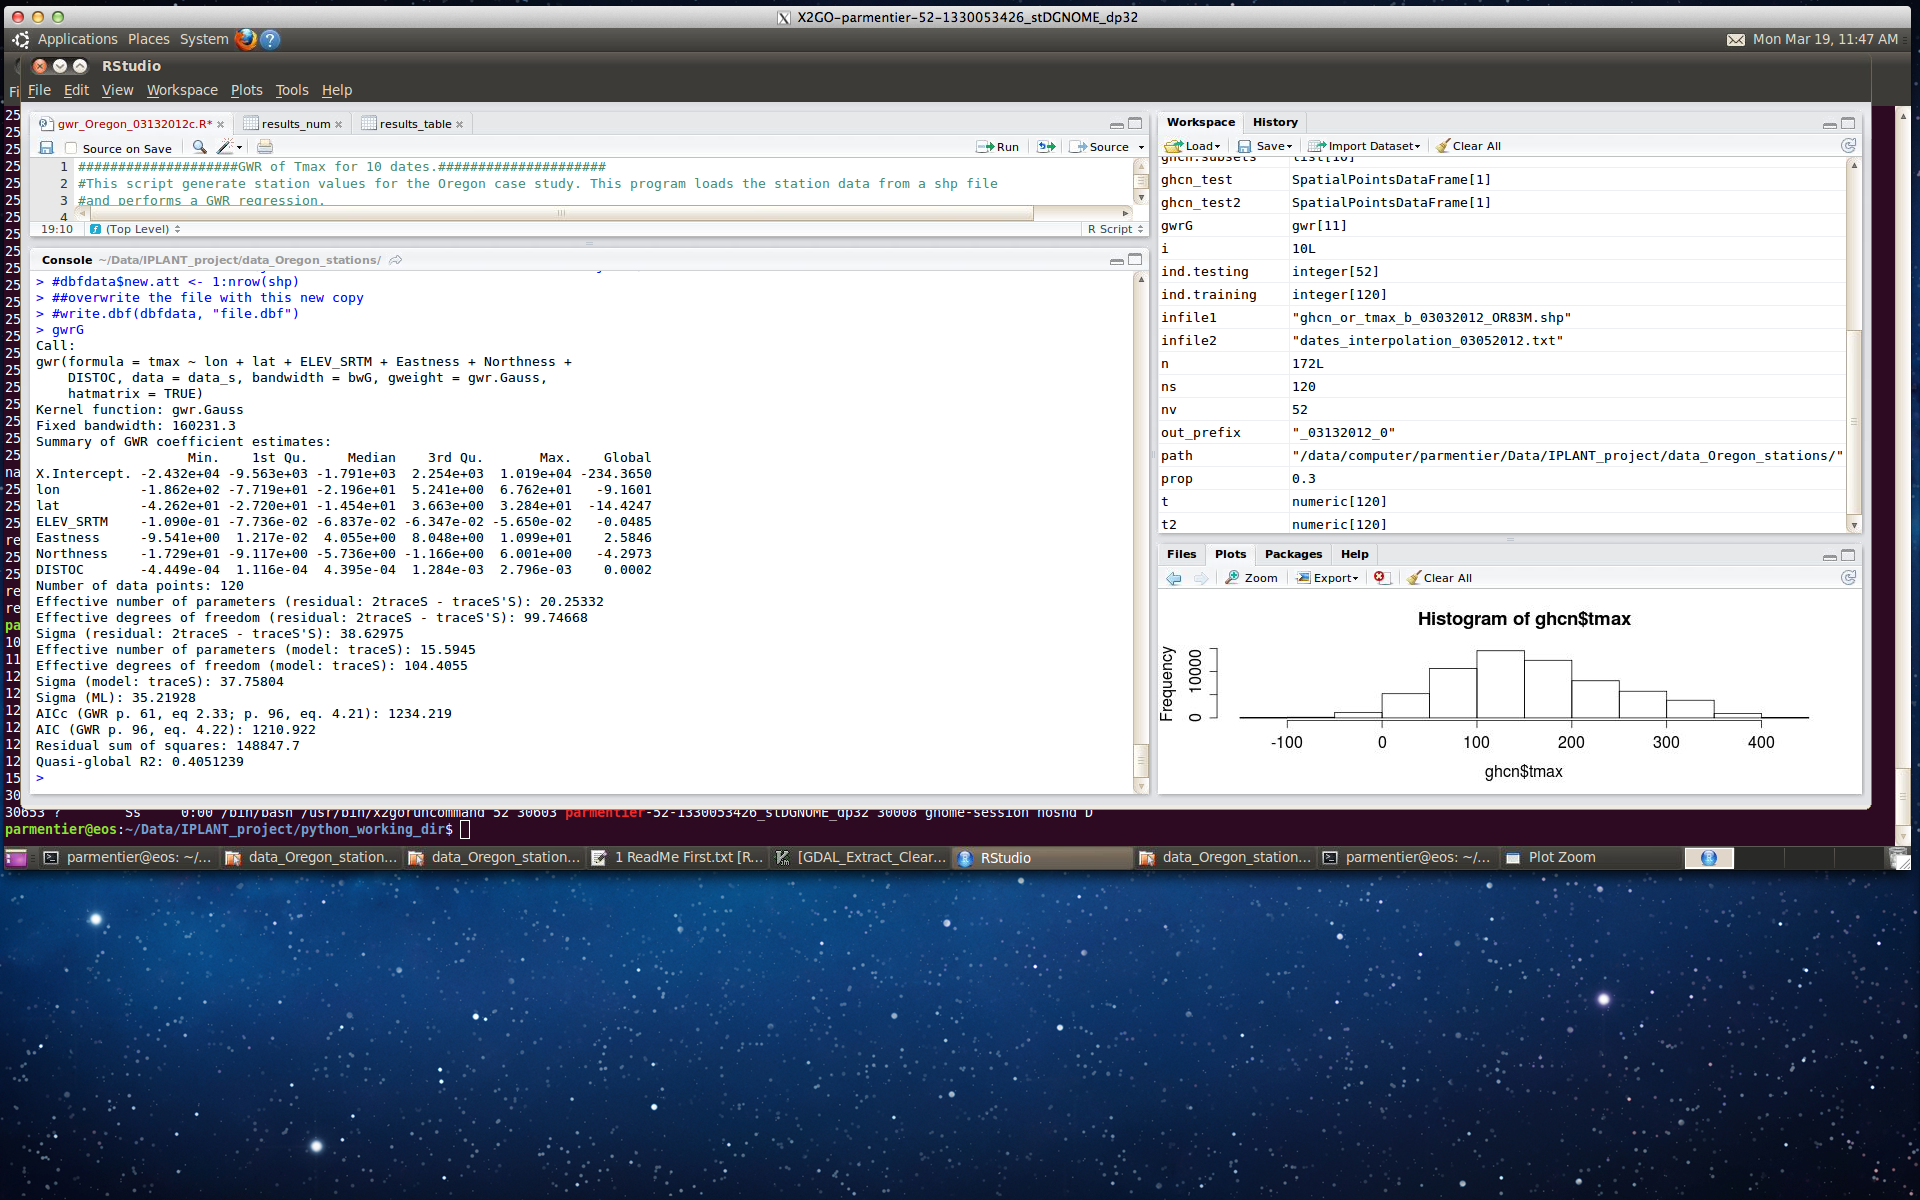 X2GO-parmentier-52-1330053426_stDGNOME_dp32
Applications Places System
Mon Mar 19, 11:47 AM
RStudio
File Edit View Workspace Plots Tools Help
gwr_Oregon_03132012c.R* results_num results_table
Source on Save Run Source
1 ####################GWR of Tmax for 10 dates.#####################
2 #This script generate station values for the Oregon case study. This program loads the station data from a shp file
3 #and performs a GWR regression.
4
19:10 (Top Level) R Script
Console ~/Data/IPLANT_project/data_Oregon_stations/
> #dbfdata$new.att <- 1:nrow(shp)
> ##overwrite the file with this new copy
> #write.dbf(dbfdata, "file.dbf")
> gwrG
Call:
gwr(formula = tmax ~ lon + lat + ELEV_SRTM + Eastness + Northness +
DISTOC, data = data_s, bandwidth = bwG, gweight = gwr.Gauss,
hatmatrix = TRUE)
Kernel function: gwr.Gauss
Fixed bandwidth: 160231.3
Summary of GWR coefficient estimates:
Min. 1st Qu. Median 3rd Qu. Max. Global
X.Intercept. -2.432e+04 -9.563e+03 -1.791e+03 2.254e+03 1.019e+04 -234.3650
lon -1.862e+02 -7.719e+01 -2.196e+01 5.241e+00 6.762e+01 -9.1601
lat -4.262e+01 -2.720e+01 -1.454e+01 3.663e+00 3.284e+01 -14.4247
ELEV_SRTM -1.090e-01 -7.736e-02 -6.837e-02 -6.347e-02 -5.650e-02 -0.0485
Eastness -9.541e+00 1.217e-02 4.055e+00 8.048e+00 1.099e+01 2.5846
Northness -1.729e+01 -9.117e+00 -5.736e+00 -1.166e+00 6.001e+00 -4.2973
DISTOC -4.449e-04 1.116e-04 4.395e-04 1.284e-03 2.796e-03 0.0002
Number of data points: 120
Effective number of parameters (residual: 2traceS - traceS'S): 20.25332
Effective degrees of freedom (residual: 2traceS - traceS'S): 99.74668
Sigma (residual: 2traceS - traceS'S): 38.62975
Effective number of parameters (model: traceS): 15.5945
Effective degrees of freedom (model: traceS): 104.4055
Sigma (model: traceS): 37.75804
Sigma (ML): 35.21928
AICc (GWR p. 61, eq 2.33; p. 96, eq. 4.21): 1234.219
AIC (GWR p. 96, eq. 4.22): 1210.922
Residual sum of squares: 148847.7
Quasi-global R2: 0.4051239
>
Workspace History
Load Save Import Dataset Clear All
ghcn.subsets list[10]
ghcn_test SpatialPointsDataFrame[1]
ghcn_test2 SpatialPointsDataFrame[1]
gwrG gwr[11]
i 10L
ind.testing integer[52]
ind.training integer[120]
infile1 "ghcn_or_tmax_b_03032012_OR83M.shp"
infile2 "dates_interpolation_03052012.txt"
n 172L
ns 120
nv 52
out_prefix "_03132012_0"
path "/data/computer/parmentier/Data/IPLANT_project/data_Oregon_stations/"
prop 0.3
t numeric[120]
t2 numeric[120]
Files Plots Packages Help
Zoom Export Clear All
Histogram of ghcn$tmax
Frequency
0 10000
-100 0 100 200 300 400
ghcn$tmax
30653 ? Ss 0:00 /bin/bash /usr/bin/x2goruncommand 52 30603 parmentier-52-1330053426_stDGNOME_dp32 30008 gnome-session nosnd D
parmentier@eos:~/Data/IPLANT_project/python_working_dir$
parmentier@eos: ~/... data_Oregon_station... data_Oregon_station... 1 ReadMe First.txt [R... [GDAL_Extract_Clear... RStudio data_Oregon_station... parmentier@eos: ~/... Plot Zoom